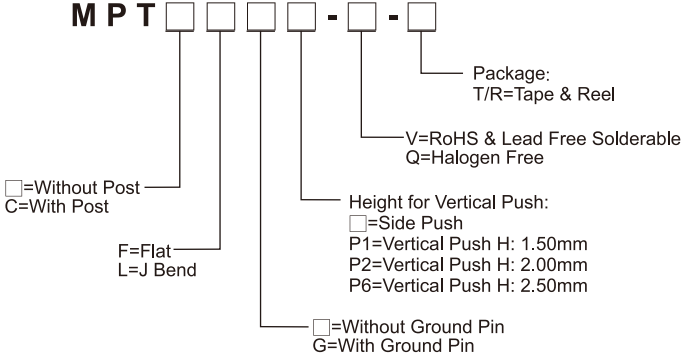 MPT□□□□-□-□
Package:
T/R=Tape & Reel
V=RoHS & Lead Free Solderable
Q=Halogen Free
□=Without Post
C=With Post
Height for Vertical Push:
□=Side Push
P1=Vertical Push H: 1.50mm
P2=Vertical Push H: 2.00mm
P6=Vertical Push H: 2.50mm
F=Flat
L=J Bend
□=Without Ground Pin
G=With Ground Pin